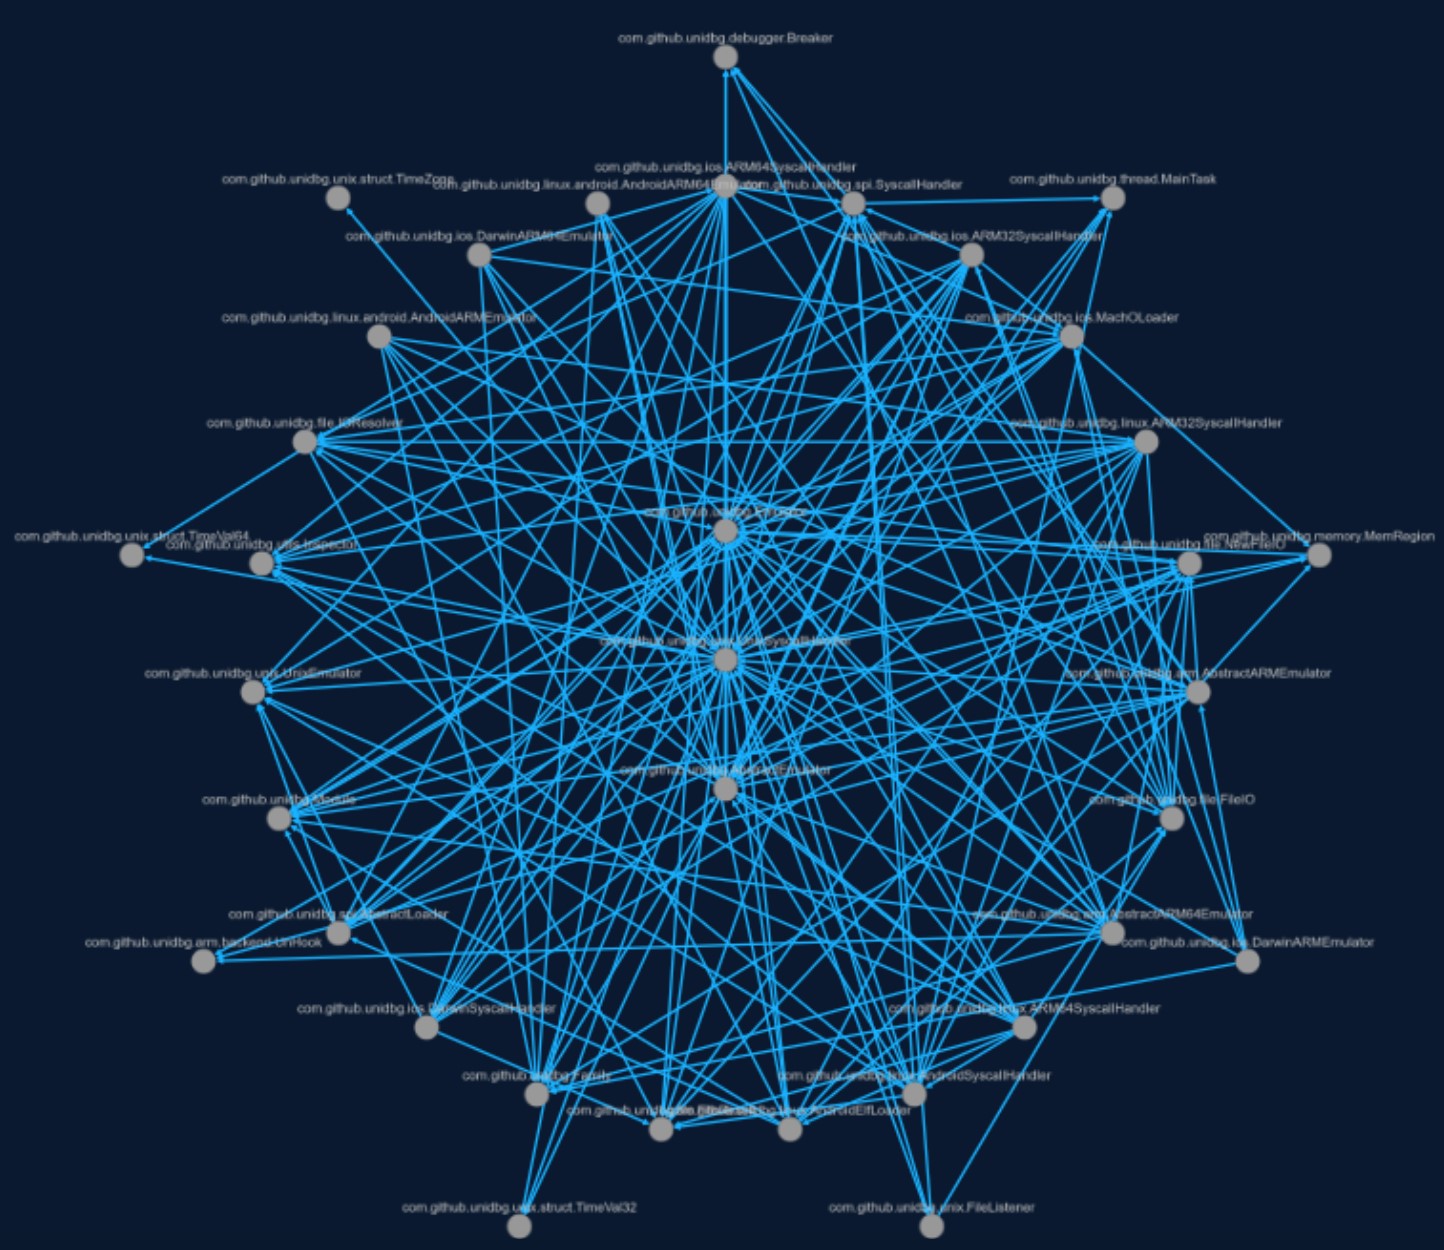 com.github.unidbg.debugger.Breaker
com.github.unidbg.ios.ARM64SyscallHandler
com.github.unidbg.unix.struct.TimeZone
com.github.unidbg.linux.android.AndroidARM64Emulator
com.github.unidbg.spi.SyscallHandler
com.github.unidbg.thread.MainTask
com.github.unidbg.ios.DarwinARM64Emulator
com.github.unidbg.ios.ARM32SyscallHandler
com.github.unidbg.linux.android.AndroidARMEmulator
com.github.unidbg.ios.MachOLoader
com.github.unidbg.file.IOResolver
com.github.unidbg.linux.ARM32SyscallHandler
com.github.unidbg.Emulator
com.github.unidbg.unix.struct.TimeVal64
com.github.unidbg.utils.Inspector
com.github.unidbg.file.NewFileIO
com.github.unidbg.memory.MemRegion
com.github.unidbg.unix.UnixSyscallHandler
com.github.unidbg.unix.UnixEmulator
com.github.unidbg.arm.AbstractARMEmulator
com.github.unidbg.AbstractEmulator
com.github.unidbg.Module
com.github.unidbg.file.FileIO
com.github.unidbg.spi.AbstractLoader
com.github.unidbg.arm.AbstractARM64Emulator
com.github.unidbg.arm.backend.UnHook
com.github.unidbg.ios.DarwinARMEmulator
com.github.unidbg.ios.DarwinSyscallHandler
com.github.unidbg.linux.ARM64SyscallHandler
com.github.unidbg.Family
com.github.unidbg.linux.AndroidSyscallHandler
com.github.unidbg.linux.AndroidElfLoader
com.github.unidbg.unix.struct.TimeVal32
com.github.unidbg.unix.FileListener